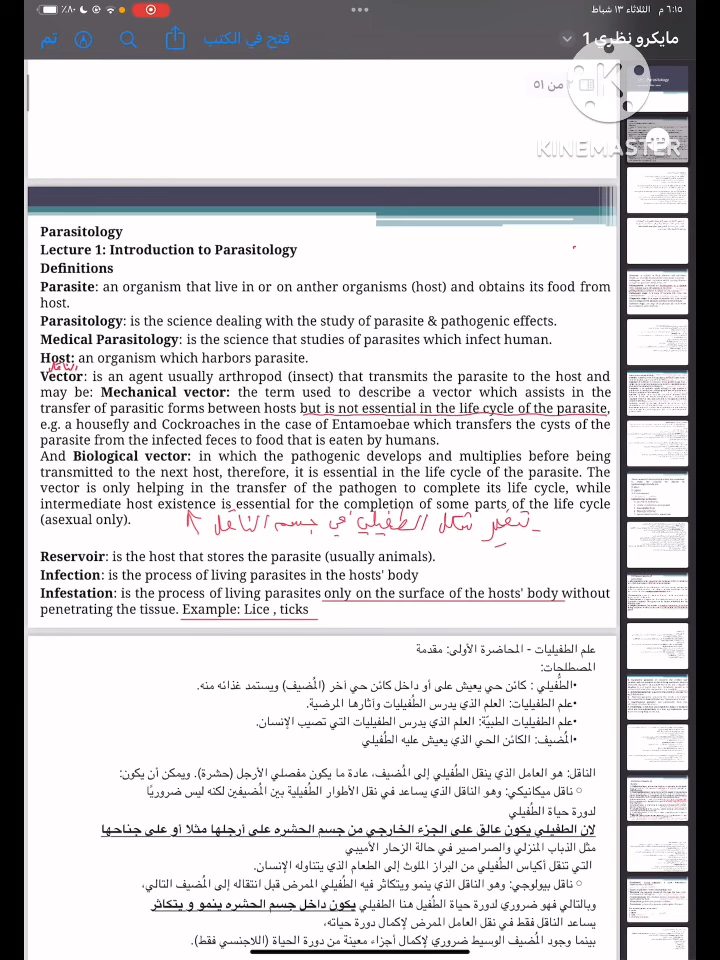 ٦:١٥ م الثلاثاء ١٣ شباط
٨٠٪
مايكرو نظري 1
فتح في الكتب
تم
من ٥١
KINEMASTER
Parasitology
Lecture 1: Introduction to Parasitology
Definitions
Parasite: an organism that live in or on anther organisms (host) and obtains its food from
host.
Parasitology: is the science dealing with the study of parasite & pathogenic effects.
Medical Parasitology: is the science that studies of parasites which infect human.
Host: an organism which harbors parasite.
الناقل
Vector: is an agent usually arthropod (insect) that transmits the parasite to the host and
may be: Mechanical vector: the term used to describe a vector which assists in the
transfer of parasitic forms between hosts but is not essential in the life cycle of the parasite,
e.g. a housefly and Cockroaches in the case of Entamoebae which transfers the cysts of the
parasite from the infected feces to food that is eaten by humans.
And Biological vector: in which the pathogenic develops and multiplies before being
transmitted to the next host, therefore, it is essential in the life cycle of the parasite. The
vector is only helping in the transfer of the pathogen to complete its life cycle, while
intermediate host existence is essential for the completion of some parts of the life cycle
(asexual only).
يتغير شكل الطفيلي في جسم الناقل
Reservoir: is the host that stores the parasite (usually animals).
Infection: is the process of living parasites in the hosts' body
Infestation: is the process of living parasites only on the surface of the hosts' body without
penetrating the tissue. Example: Lice , ticks
علم الطفيليات - المحاضرة الأولى: مقدمة
المصطلحات:
•الطُفيلي : كائن حي يعيش على أو داخل كائن حي آخر (المُضيف) ويستمد غذائه منه.
•علم الطفيليات: العلم الذي يدرس الطفيليات وآثارها المرضية.
•علم الطفيليات الطبيّة: العلم الذي يدرس الطفيليات التي تصيب الإنسان.
•المُضيف: الكائن الحي الذي يعيش عليه الطُفيلي
الناقل: هو العامل الذي ينقل الطُفيلي إلى المُضيف، عادة ما يكون مفصلي الأرجل (حشرة). ويمكن أن يكون:
○ ناقل ميكانيكي: وهو الناقل الذي يساعد في نقل الأطوار الطُفيلية بين المُضيفين لكنه ليس ضروريًا
لدورة حياة الطُفيلي
لان الطفيلي يكون عالق على الجزء الخارجي من جسم الحشره على أرجلها مثلا أو على جناحها
مثل الذباب المنزلي والصراصير في حالة الزحار الأميبي
التي تنقل أكياس الطُفيلي من البراز الملوث إلى الطعام الذي يتناوله الإنسان.
○ ناقل بيولوجي: وهو الناقل الذي ينمو ويتكاثر فيه الطُفيلي الممرض قبل انتقاله إلى المُضيف التالي،
وبالتالي فهو ضروري لدورة حياة الطُفيل هنا الطفيلي يكون داخل جسم الحشره ينمو و يتكاثر
يساعد الناقل فقط في نقل العامل الممرض لإكمال دورة حياته،
بينما وجود المُضيف الوسيط ضروري لإكمال أجزاء معينة من دورة الحياة (اللاجنسي فقط).